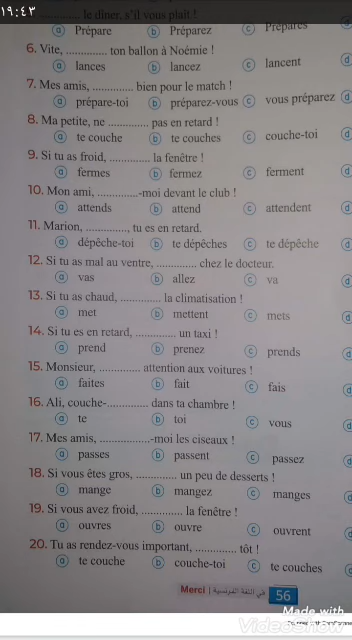 ١٩:٤٣
le dîner, s'il vous plaît !
ⓐ Prépare ⓑ Préparez ⓒ Prépares
6. Vite, ............. ton ballon à Noémie !
ⓐ lances ⓑ lancez ⓒ lancent ⓓ
7. Mes amis, ............. bien pour le match !
ⓐ prépare-toi ⓑ préparez-vous ⓒ vous préparez ⓓ
8. Ma petite, ne ............. pas en retard !
ⓐ te couche ⓑ te couches ⓒ couche-toi ⓓ
9. Si tu as froid, ............. la fenêtre !
ⓐ fermes ⓑ fermez ⓒ ferment ⓓ
10. Mon ami, .............-moi devant le club !
ⓐ attends ⓑ attend ⓒ attendent ⓓ
11. Marion, ............., tu es en retard.
ⓐ dépêche-toi ⓑ te dépêches ⓒ te dépêche ⓓ
12. Si tu as mal au ventre, ............. chez le docteur.
ⓐ vas ⓑ allez ⓒ va ⓓ
13. Si tu as chaud, ............. la climatisation !
ⓐ met ⓑ mettent ⓒ mets ⓓ
14. Si tu es en retard, ............. un taxi !
ⓐ prend ⓑ prenez ⓒ prends ⓓ
15. Monsieur, ............. attention aux voitures !
ⓐ faites ⓑ fait ⓒ fais ⓓ
16. Ali, couche-............. dans ta chambre !
ⓐ te ⓑ toi ⓒ vous ⓓ
17. Mes amis, .............-moi les ciseaux !
ⓐ passes ⓑ passent ⓒ passez ⓓ
18. Si vous êtes gros, ............. un peu de desserts !
ⓐ mange ⓑ mangez ⓒ manges ⓓ
19. Si vous avez froid, ............. la fenêtre !
ⓐ ouvres ⓑ ouvre ⓒ ouvrent ⓓ
20. Tu as rendez-vous important, ............. tôt !
ⓐ te couche ⓑ couche-toi ⓒ te couches ⓓ
Merci | في اللغة الفرنسية 56
Made with
VideoShow